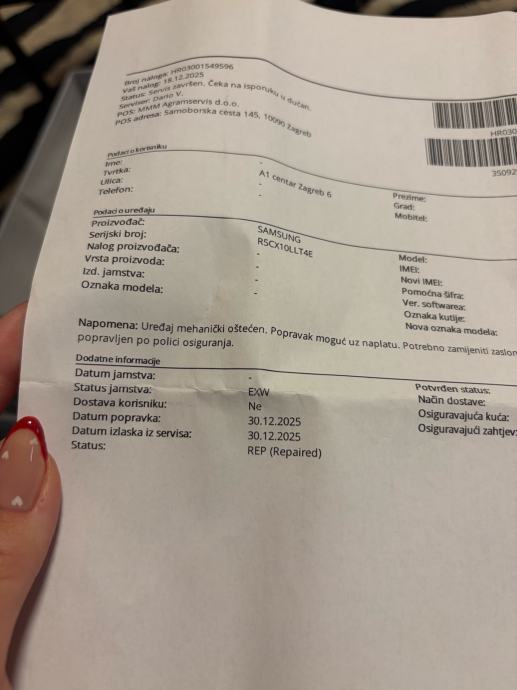 Broj naloga: HR03001549596
Vaš nalog: 18.12.2025
Status: Servis završen. Čeka na isporuku u dućan.
Serviser: Dario V.
POS: MMM Agramservis d.o.o.
POS adresa: Samoborska cesta 145, 10090 Zagreb
HR030
35092
Podaci o korisniku
Ime: -
Tvrtka: A1 centar Zagreb 6
Ulica: -
Telefon: -
Prezime:
Grad:
Mobitel:
Podaci o uređaju
Proizvođač: SAMSUNG
Serijski broj: R5CX10LLT4E
Nalog proizvođača: -
Vrsta proizvoda: -
Izd. jamstva: -
Oznaka modela: -
Model:
IMEI:
Novi IMEI:
Pomoćna šifra:
Ver. softwarea:
Oznaka kutije:
Nova oznaka modela:
Napomena: Uređaj mehanički oštećen. Popravak moguć uz naplatu. Potrebno zamijeniti zaslon
popravljen po polici osiguranja.
Dodatne informacije
Datum jamstva: -
Status jamstva: EXW
Dostava korisniku: Ne
Datum popravka: 30.12.2025
Datum izlaska iz servisa: 30.12.2025
Status: REP (Repaired)
Potvrđen status:
Način dostave:
Osiguravajuća kuća:
Osiguravajući zahtjev: